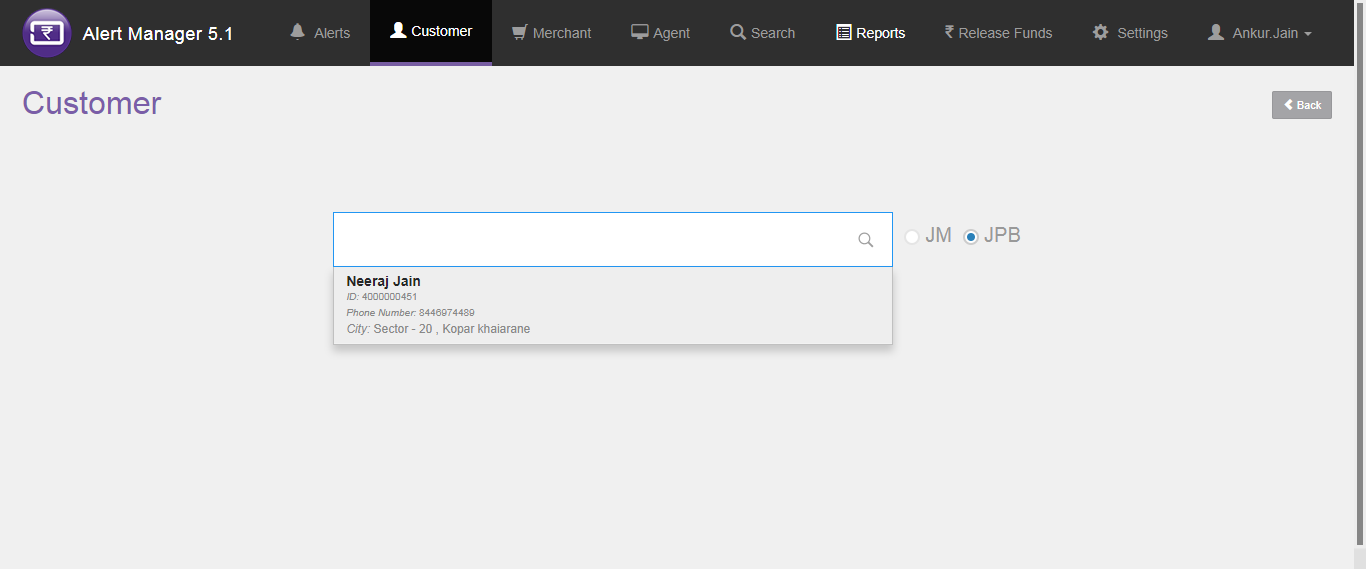 Alert Manager 5.1
Alerts
Customer
Merchant
Agent
Search
Reports
₹ Release Funds
Settings
Ankur.Jain
Customer
Back
JM
JPB
Neeraj Jain
ID: 4000000451
Phone Number: 8446974489
City: Sector - 20 , Kopar khaiarane